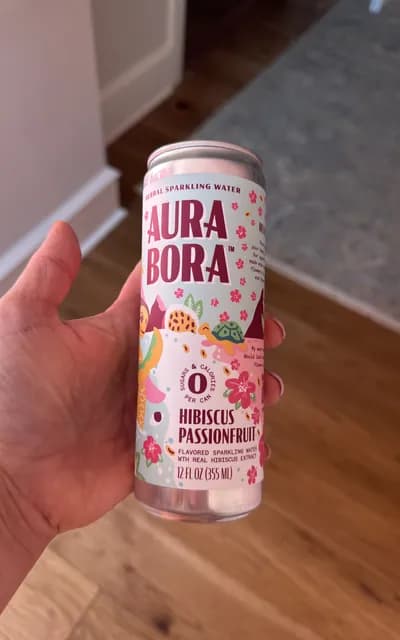 HERBAL SPARKLING WATER
AURA
BORA™
SUGARS & CALORIES
0
PER CAN
HIBISCUS
PASSIONFRUIT
FLAVORED SPARKLING WATER
WITH REAL HIBISCUS EXTRACT
12 FL OZ (355 ML)